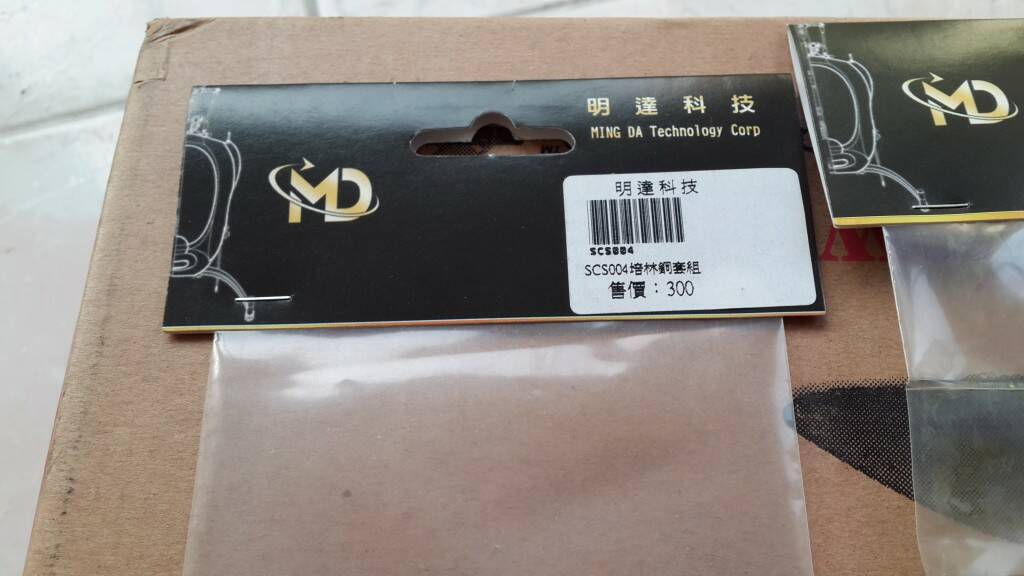 明達科技
MING DA Technology Corp
MD
明達科技
SCS004
SCS004培林銅套組
售價：300
MD